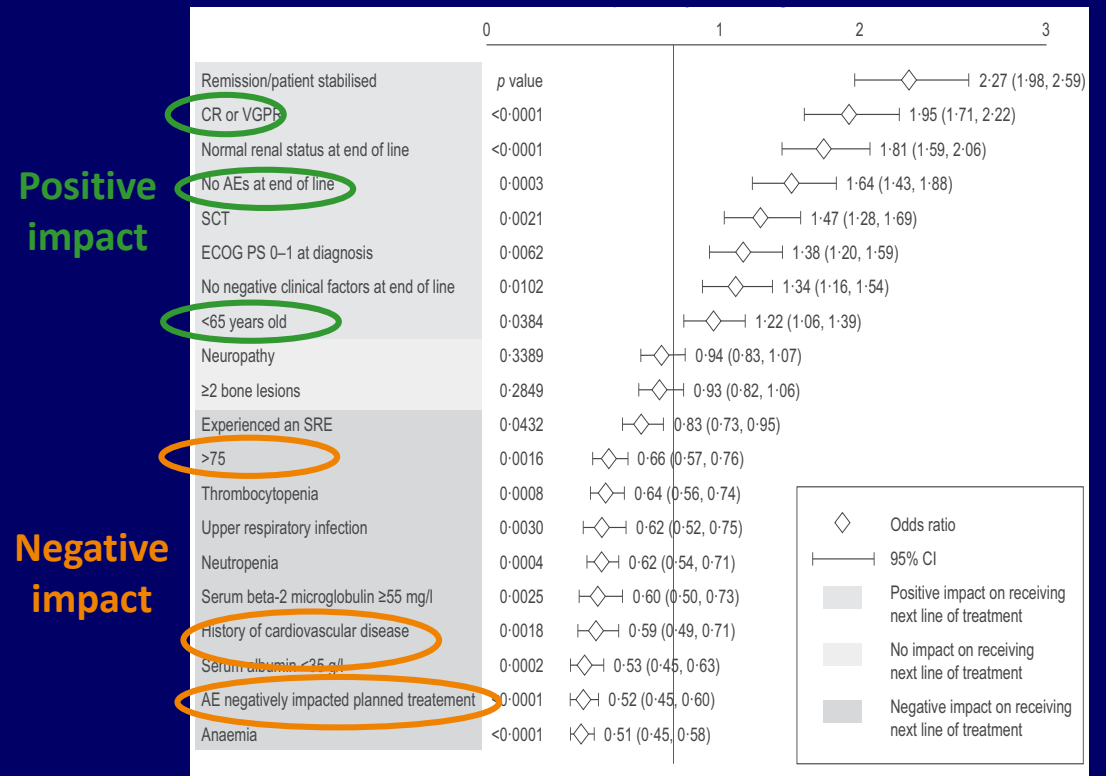 0 1 2 3
Remission/patient stabilised p value 2·27 (1·98, 2·59)
CR or VGPR <0·0001 1·95 (1·71, 2·22)
Normal renal status at end of line <0·0001 1·81 (1·59, 2·06)
Positive impact
No AEs at end of line 0·0003 1·64 (1·43, 1·88)
SCT 0·0021 1·47 (1·28, 1·69)
ECOG PS 0–1 at diagnosis 0·0062 1·38 (1·20, 1·59)
No negative clinical factors at end of line 0·0102 1·34 (1·16, 1·54)
<65 years old 0·0384 1·22 (1·06, 1·39)
Neuropathy 0·3389 0·94 (0·83, 1·07)
≥2 bone lesions 0·2849 0·93 (0·82, 1·06)
Experienced an SRE 0·0432 0·83 (0·73, 0·95)
>75 0·0016 0·66 (0·57, 0·76)
Thrombocytopenia 0·0008 0·64 (0·56, 0·74)
Upper respiratory infection 0·0030 0·62 (0·52, 0·75)
Negative impact
Neutropenia 0·0004 0·62 (0·54, 0·71)
Serum beta-2 microglobulin ≥55 mg/l 0·0025 0·60 (0·50, 0·73)
History of cardiovascular disease 0·0018 0·59 (0·49, 0·71)
Serum albumin <35 g/l 0·0002 0·53 (0·45, 0·63)
AE negatively impacted planned treatement <0·0001 0·52 (0·45, 0·60)
Anaemia <0·0001 0·51 (0·45, 0·58)
Odds ratio
95% CI
Positive impact on receiving
next line of treatment
No impact on receiving
next line of treatment
Negative impact on receiving
next line of treatment